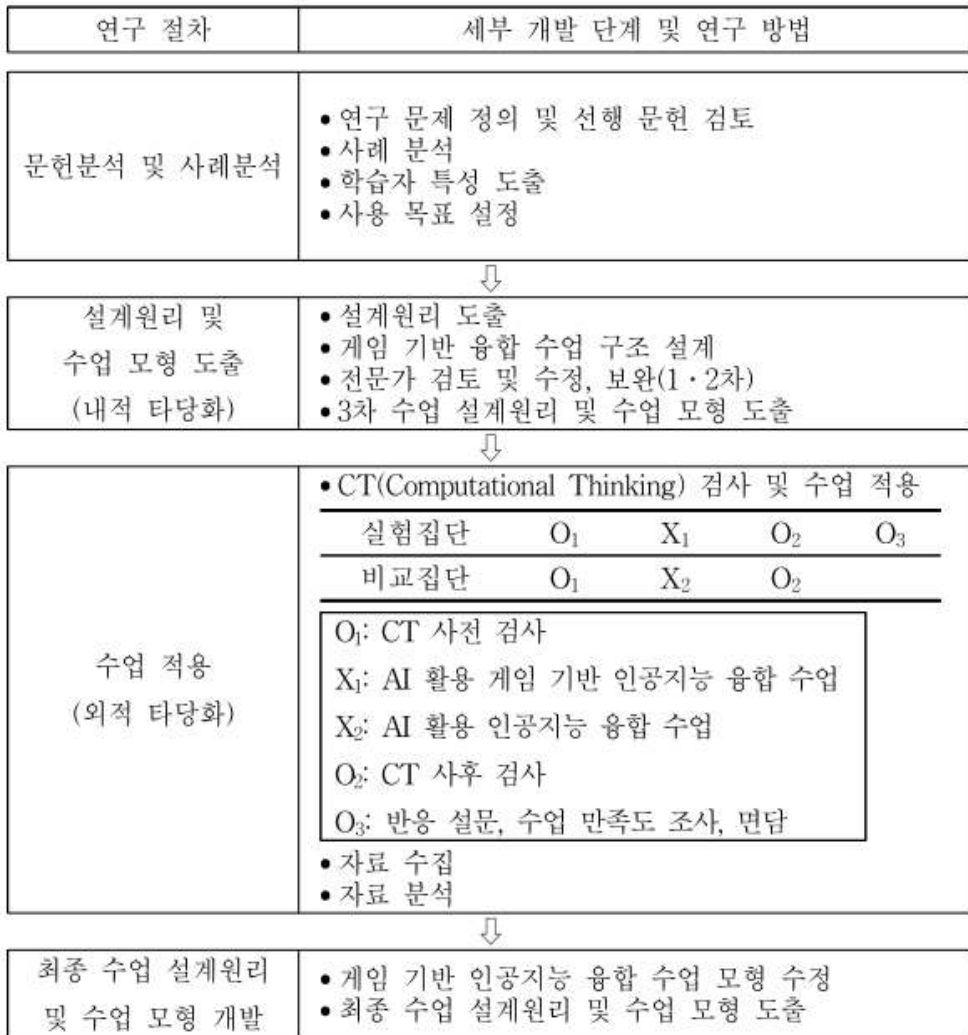 연구 절차 세부 개발 단계 및 연구 방법
문헌분석 및 사례분석
• 연구 문제 정의 및 선행 문헌 검토
• 사례 분석
• 학습자 특성 도출
• 사용 목표 설정
⇩
설계원리 및
수업 모형 도출
(내적 타당화)
• 설계원리 도출
• 게임 기반 융합 수업 구조 설계
• 전문가 검토 및 수정, 보완(1・2차)
• 3차 수업 설계원리 및 수업 모형 도출
⇩
수업 적용
(외적 타당화)
• CT(Computational Thinking) 검사 및 수업 적용
실험집단 O₁ X₁ O₂ O₃
비교집단 O₁ X₂ O₂
O₁: CT 사전 검사
X₁: AI 활용 게임 기반 인공지능 융합 수업
X₂: AI 활용 인공지능 융합 수업
O₂: CT 사후 검사
O₃: 반응 설문, 수업 만족도 조사, 면담
• 자료 수집
• 자료 분석
⇩
최종 수업 설계원리
및 수업 모형 개발
• 게임 기반 인공지능 융합 수업 모형 수정
• 최종 수업 설계원리 및 수업 모형 도출